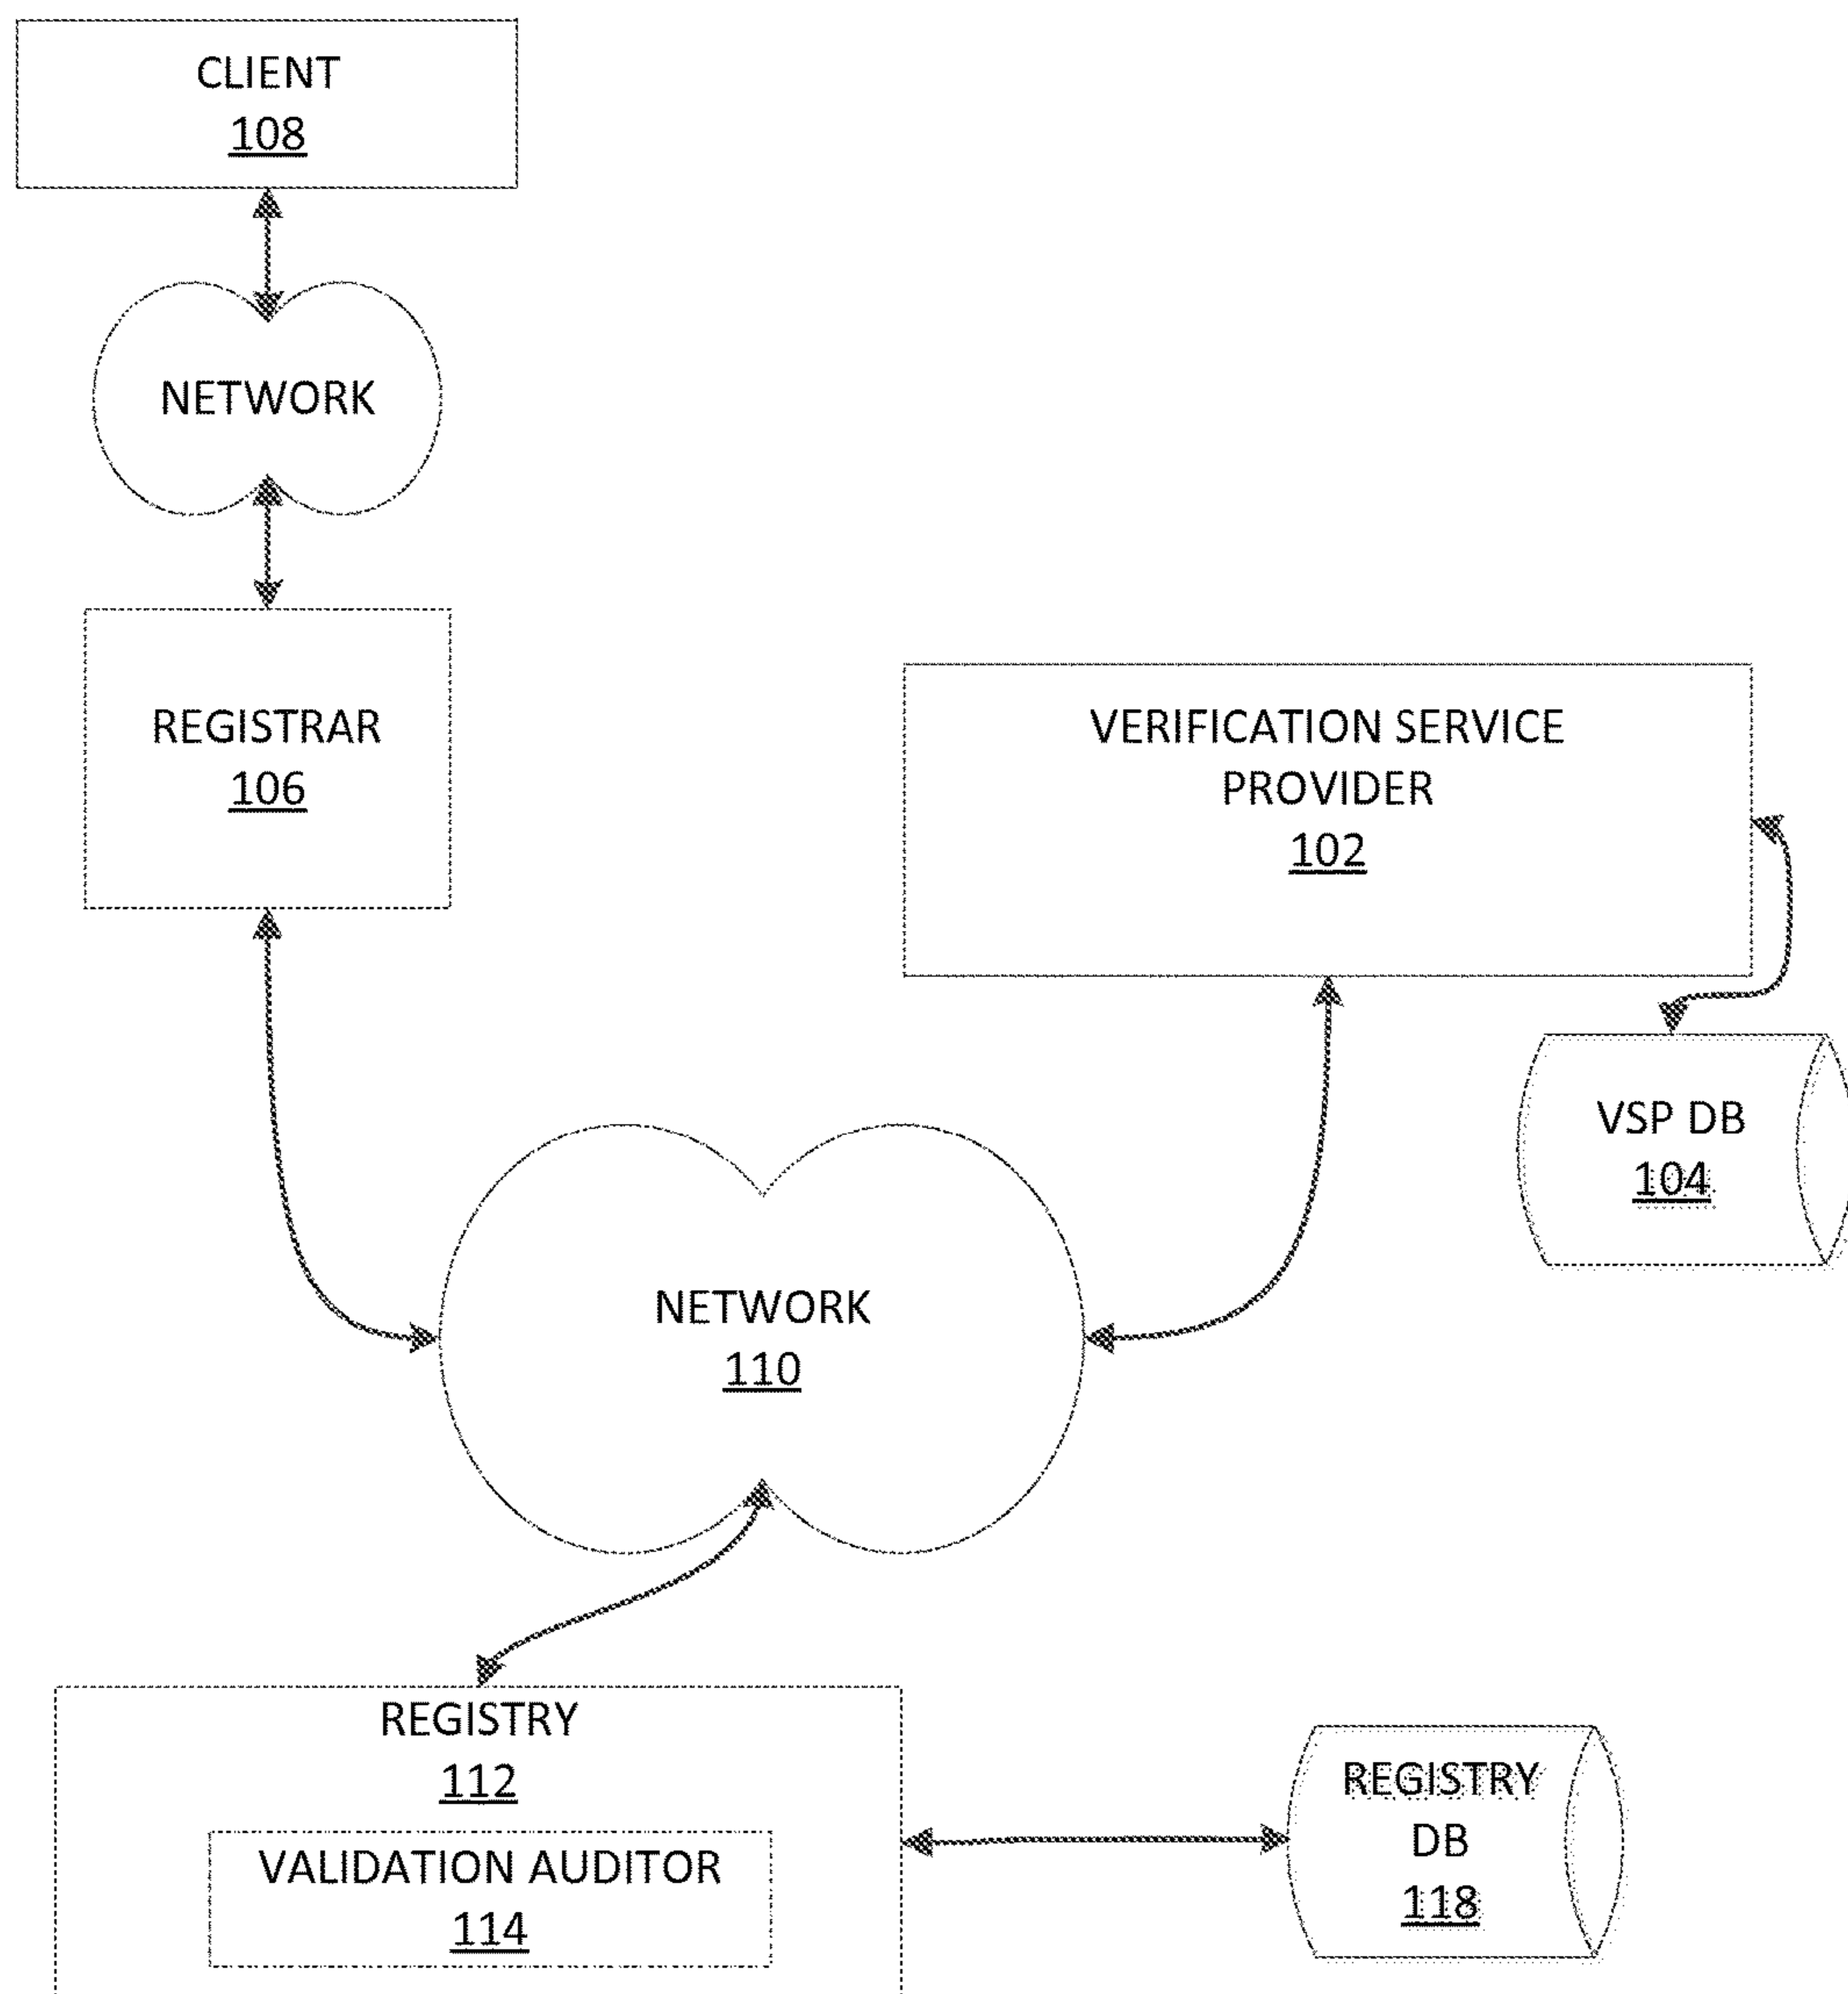 CLIENT
108
NETWORK
REGISTRAR
106
VERIFICATION SERVICE
PROVIDER
102
VSP DB
104
NETWORK
110
REGISTRY
112
VALIDATION AUDITOR
114
REGISTRY
DB
118